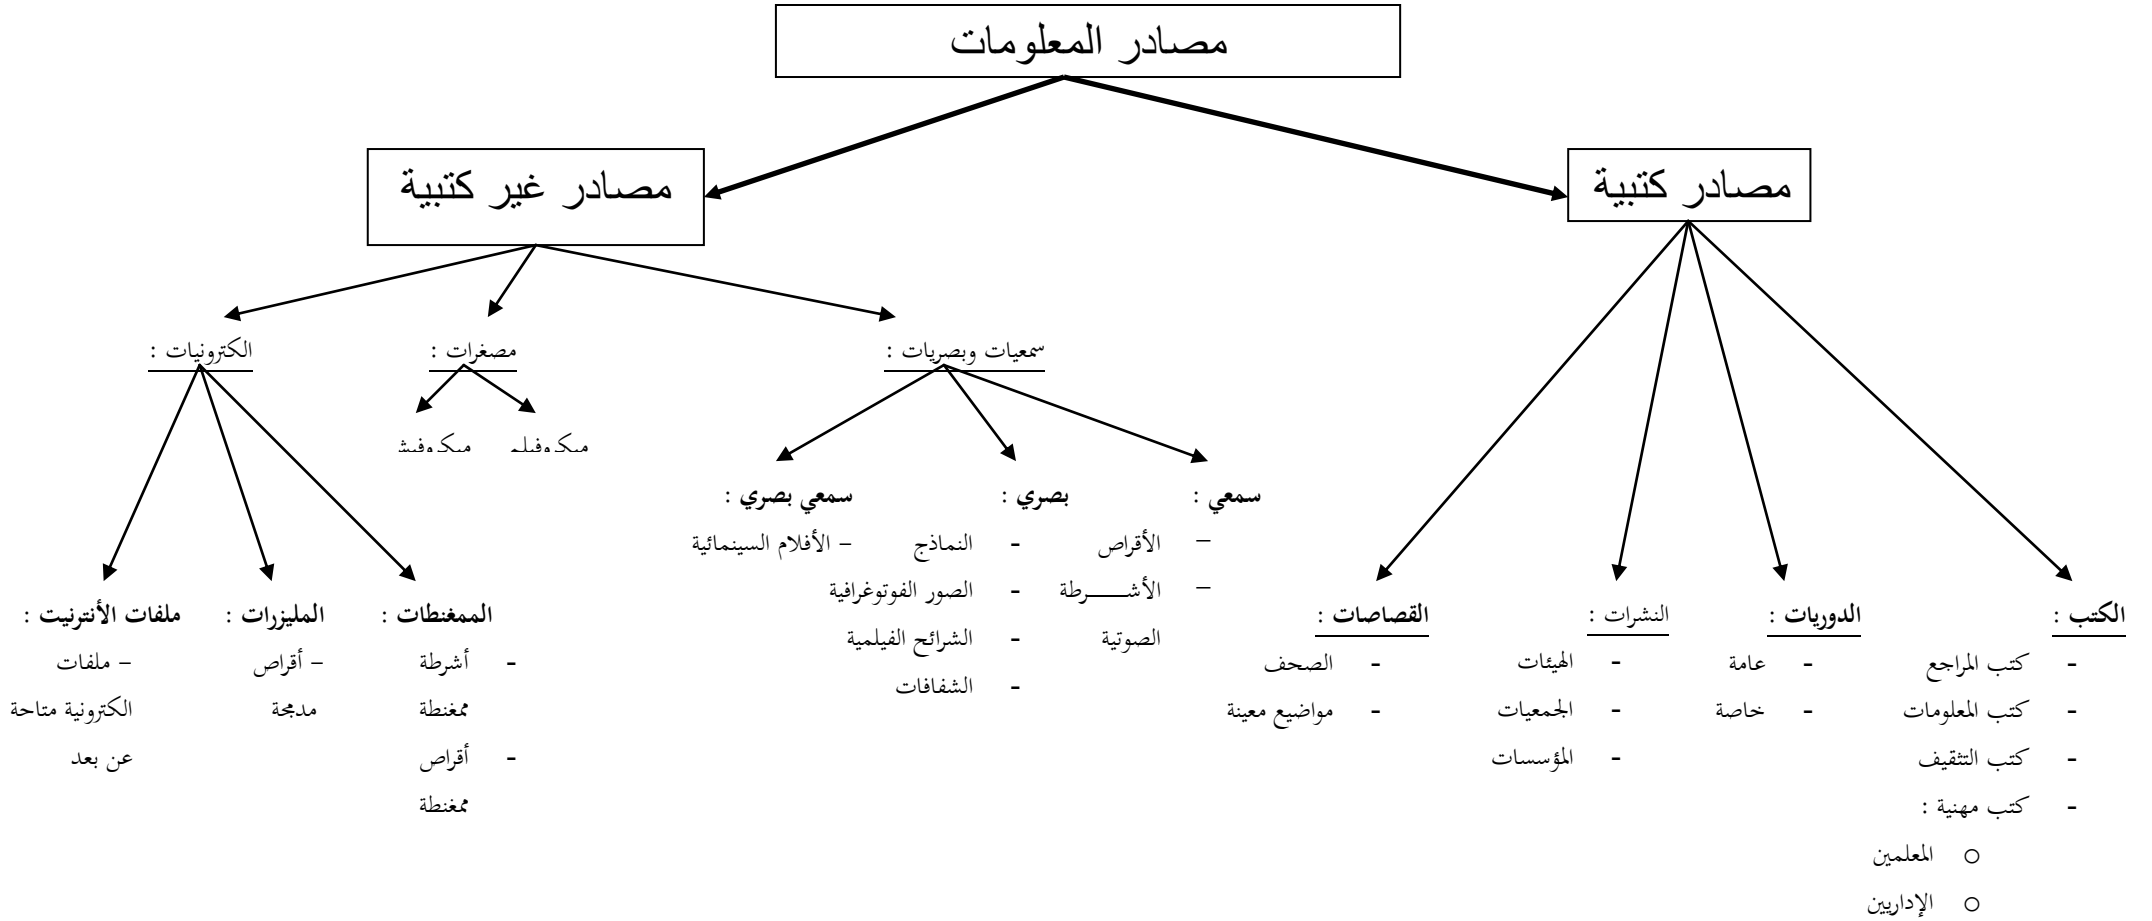 مصادر المعلومات
مصادر كتبية
مصادر غير كتبية
سمعيات وبصريات :
مصغرات :
الكترونيات :
ميكروفيلم
ميكروفيش
الكتب :
- كتب المراجع
- كتب المعلومات
- كتب التثقيف
- كتب مهنية :
o المعلمين
o الإداريين
الدوريات :
- عامة
- خاصة
النشرات :
- الهيئات
- الجمعيات
- المؤسسات
القصاصات :
- الصحف
- مواضيع معينة
سمعي :
– الأقراص
– الأشـــــرطة
الصوتية
بصري :
- النماذج
- الصور الفوتوغرافية
- الشرائح الفيلمية
- الشفافات
سمعي بصري :
– الأفلام السينمائية
الممغنطات :
- أشرطة
ممغنطة
- أقراص
ممغنطة
المليزرات :
– أقراص
مدمجة
ملفات الأنترنيت :
– ملفات
الكترونية متاحة
عن بعد